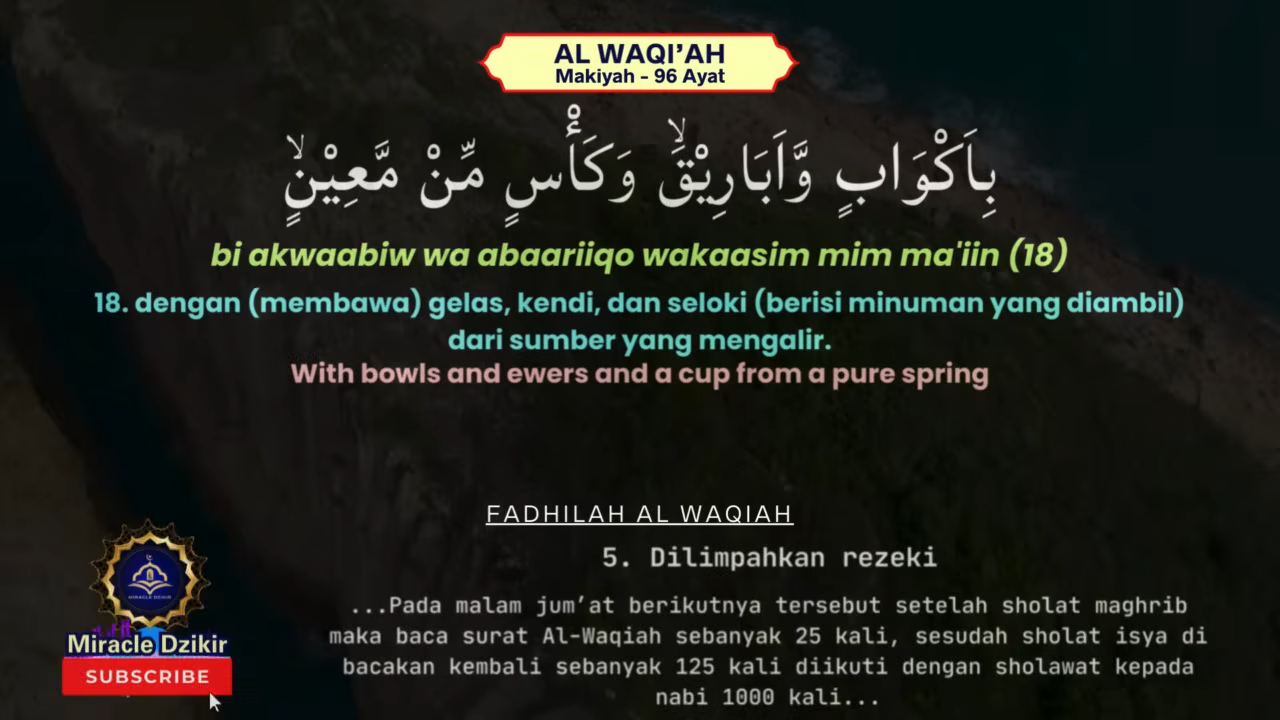 AL WAQI’AH
Makiyah - 96 Ayat
بِاَكْوَابٍ وَّاَبَارِيْقَۙ وَكَأْسٍ مِّنْ مَّعِيْنٍۙ
bi akwaabiw wa abaariiqo wakaasim mim ma'iin (18)
18. dengan (membawa) gelas, kendi, dan seloki (berisi minuman yang diambil)
dari sumber yang mengalir.
With bowls and ewers and a cup from a pure spring
FADHILAH AL WAQIAH
5. Dilimpahkan rezeki
...Pada malam jum’at berikutnya tersebut setelah sholat maghrib
maka baca surat Al-Waqiah sebanyak 25 kali, sesudah sholat isya di
bacakan kembali sebanyak 125 kali diikuti dengan sholawat kepada
nabi 1000 kali...
MIRACLE DZIKIR
Miracle Dzikir
SUBSCRIBE